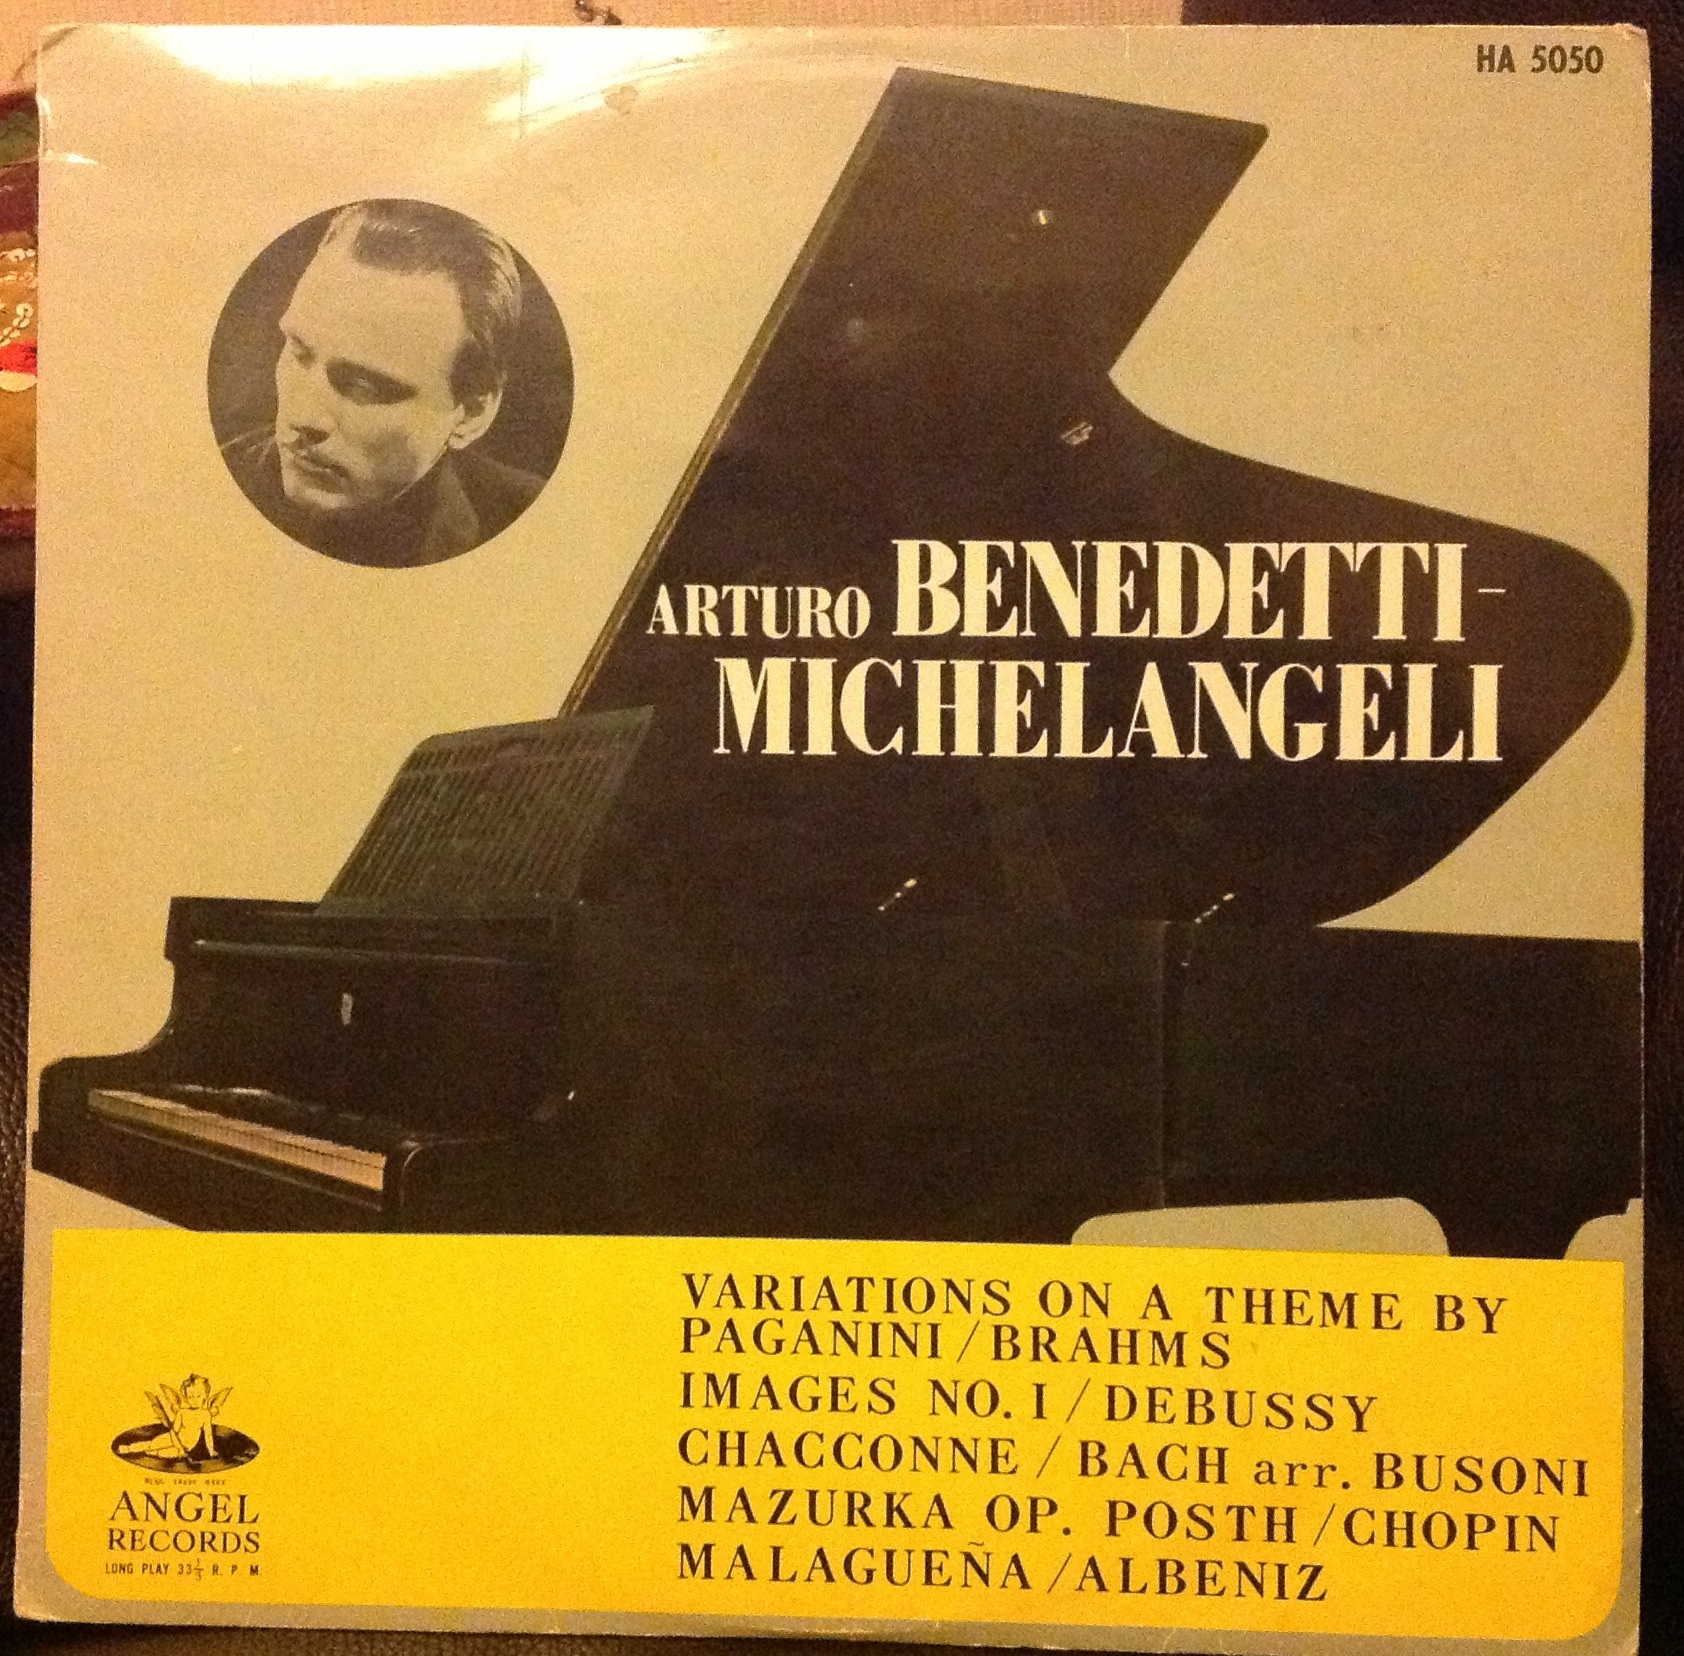 HA 5050
ARTURO BENEDETTI-
MICHELANGELI
VARIATIONS ON A THEME BY
PAGANINI/BRAHMS
IMAGES NO. I/DEBUSSY
CHACCONNE/BACH arr. BUSONI
MAZURKA OP. POSTH/CHOPIN
MALAGUEÑA/ALBENIZ
ANGEL
RECORDS
LONG PLAY 33⅓ R. P. M.